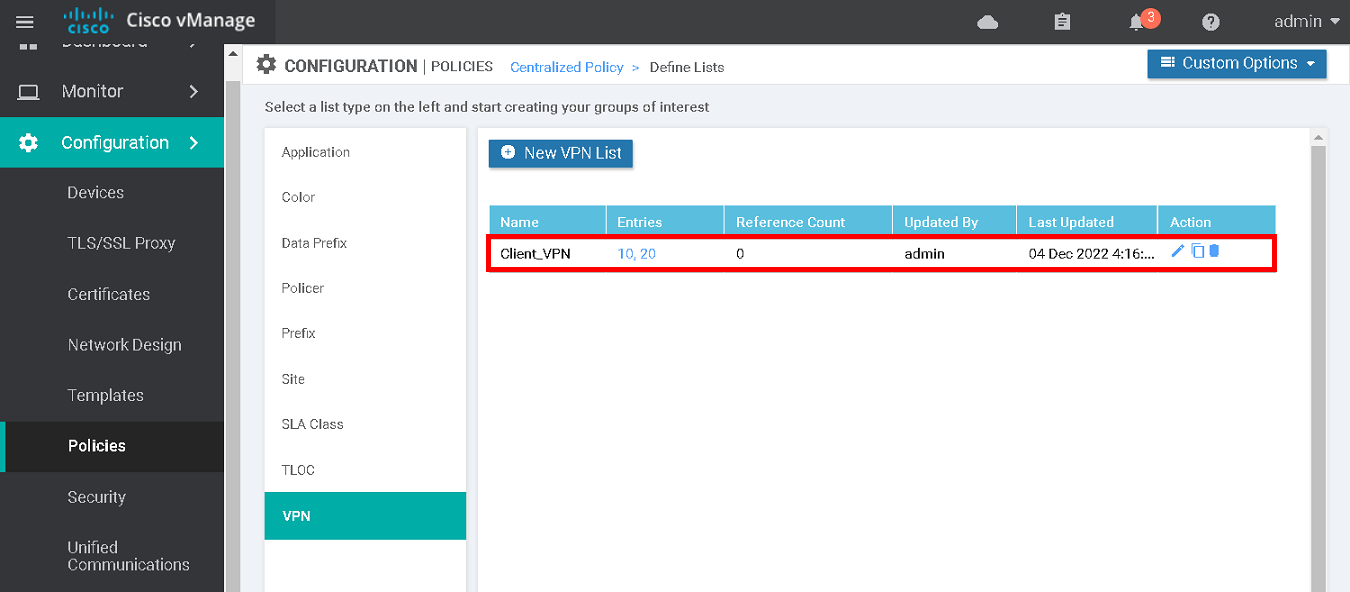 cisco Cisco vManage
3
admin
Dashboard
Monitor
Configuration
Devices
TLS/SSL Proxy
Certificates
Network Design
Templates
Policies
Security
Unified
Communications
CONFIGURATION | POLICIES Centralized Policy > Define Lists
Custom Options
Select a list type on the left and start creating your groups of interest
Application
Color
Data Prefix
Policer
Prefix
Site
SLA Class
TLOC
VPN
New VPN List
Name Entries Reference Count Updated By Last Updated Action
Client_VPN 10, 20 0 admin 04 Dec 2022 4:16:...